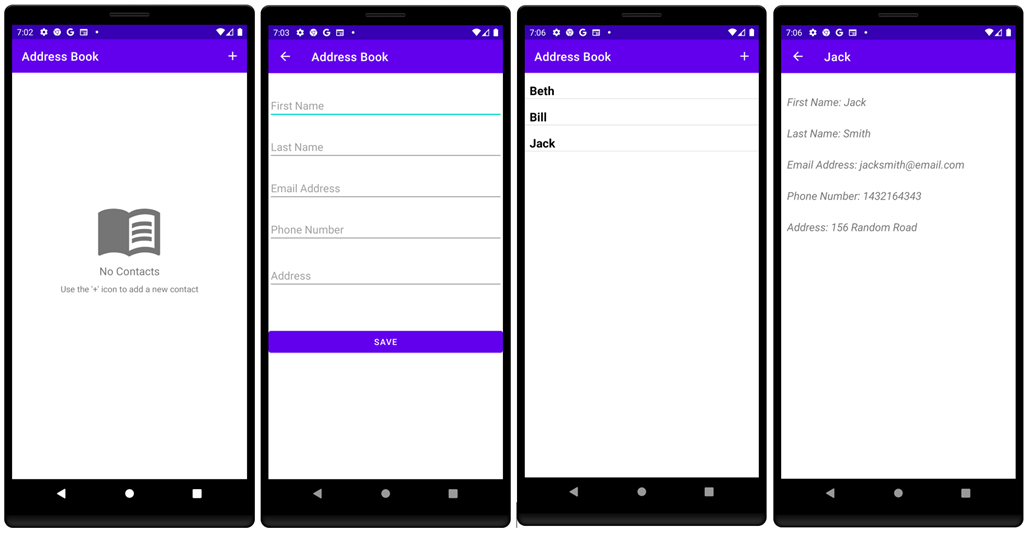 7:02
Address Book
+
No Contacts
Use the '+' icon to add a new contact
7:03
Address Book
First Name
Last Name
Email Address
Phone Number
Address
SAVE
7:06
Address Book
+
Beth
Bill
Jack
7:06
Jack
First Name: Jack
Last Name: Smith
Email Address: jacksmith@email.com
Phone Number: 1432164343
Address: 156 Random Road